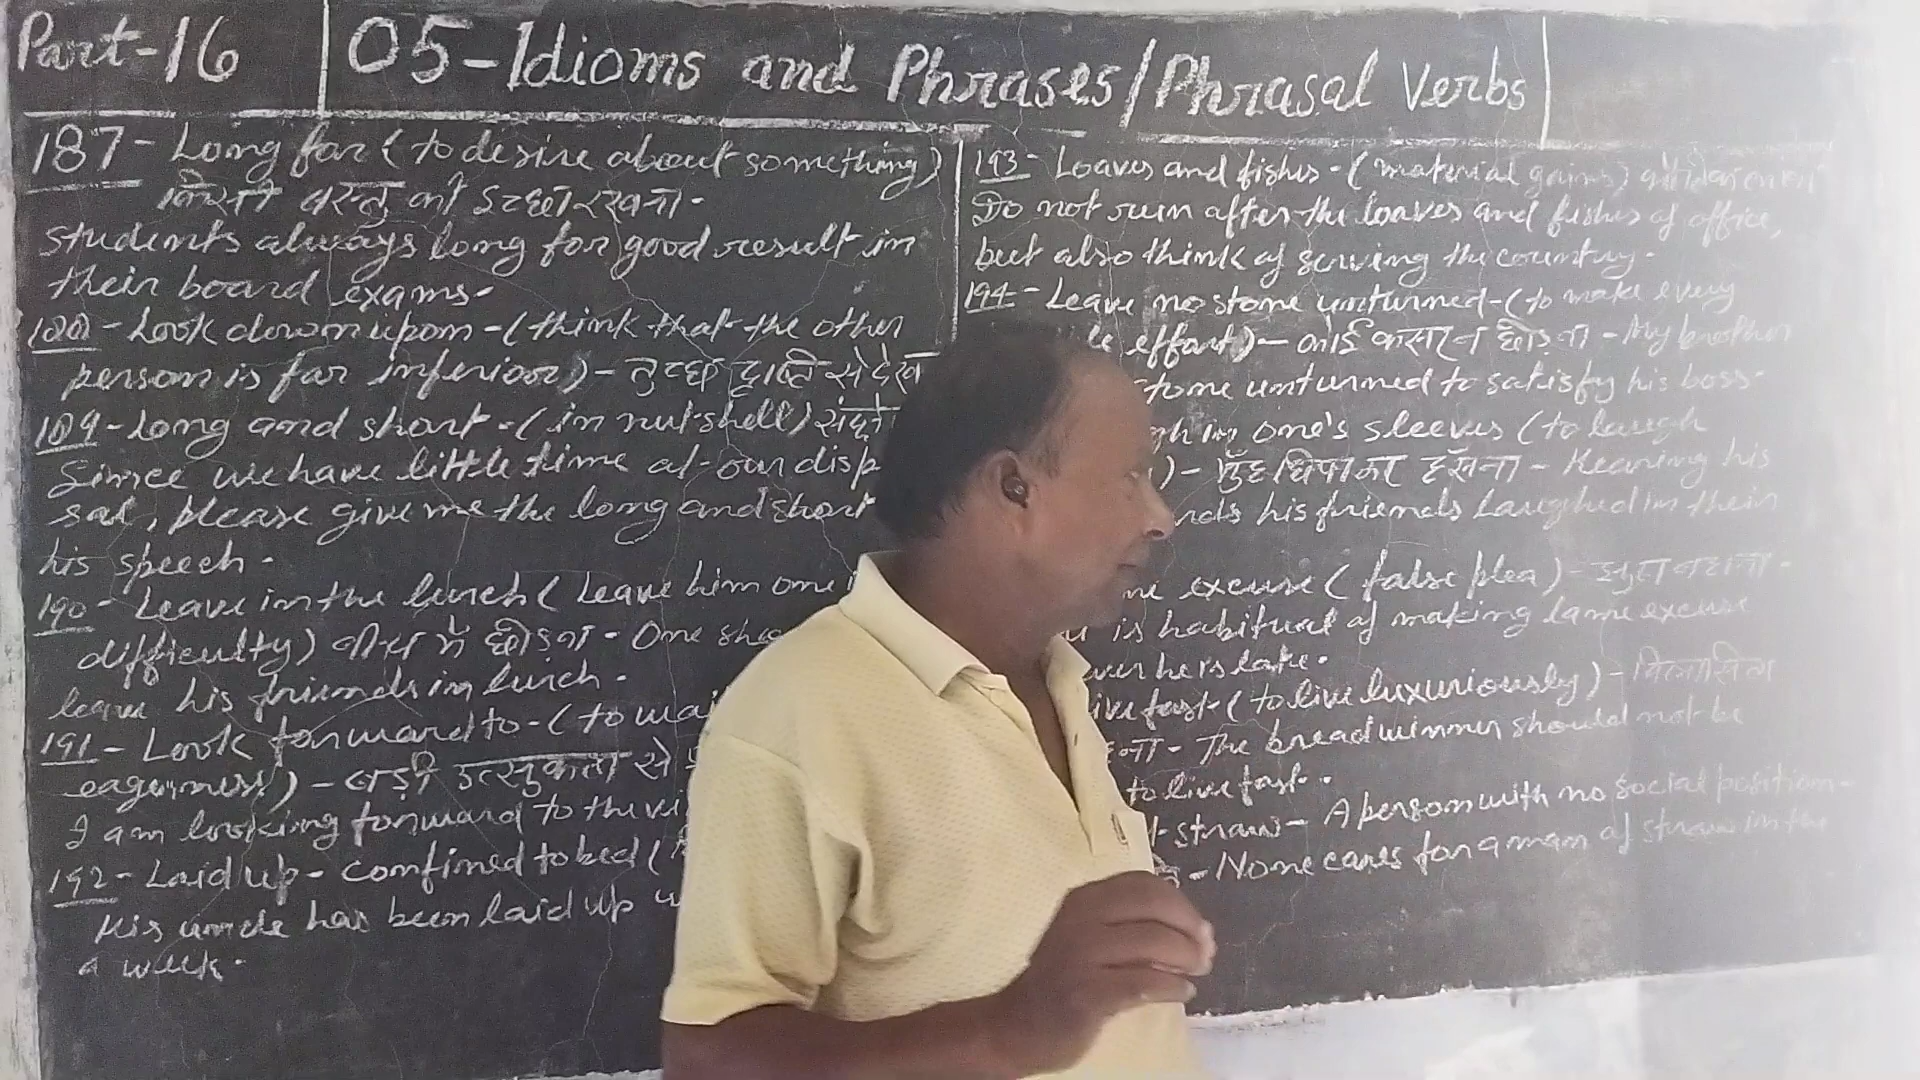 Part-16
05-Idioms and Phrases/Phrasal Verbs
187- Long for (to desire about something)
किसी वस्तु की इच्छा रखना-
students always long for good result in
their board exams-
188-Look down upon-(think that the other
person is far inferior)-तुच्छ दृष्टि से देख
189-Long and short-(in nut-shell)
Since we have little time at our disp
sal, please give me the long and short
his speech-
190- Leave in the lurch (Leave him one
difficulty) बीच में छोड़ना- One
leave his friends in lurch-
191- Look forward to-(to
-बड़ी उत्सुकता से
I am looking forward to the
192-Laid up- confined to bed (
His uncle has been laid up
a week-
193- Loaves and fishes-(material gains)
Do not run after the loaves and fishes of office,
but also think of serving the country-
194-Leave no stone unturned-(to make every
effort)-कोई कसर न छोड़ना -My brother
unturned to satisfy his boss-
in one's sleeves (to laugh
)-मुँह छिपाकर हँसना- Hearing his
his friends laughed in their
excuse (false plea)-
is habitual of making lame excuse
he is late-
fast-(to live luxuriously)-
- The breadwinner should not be
to live fast-
straw- A person with no social position-
-None cares for a man of straw in the